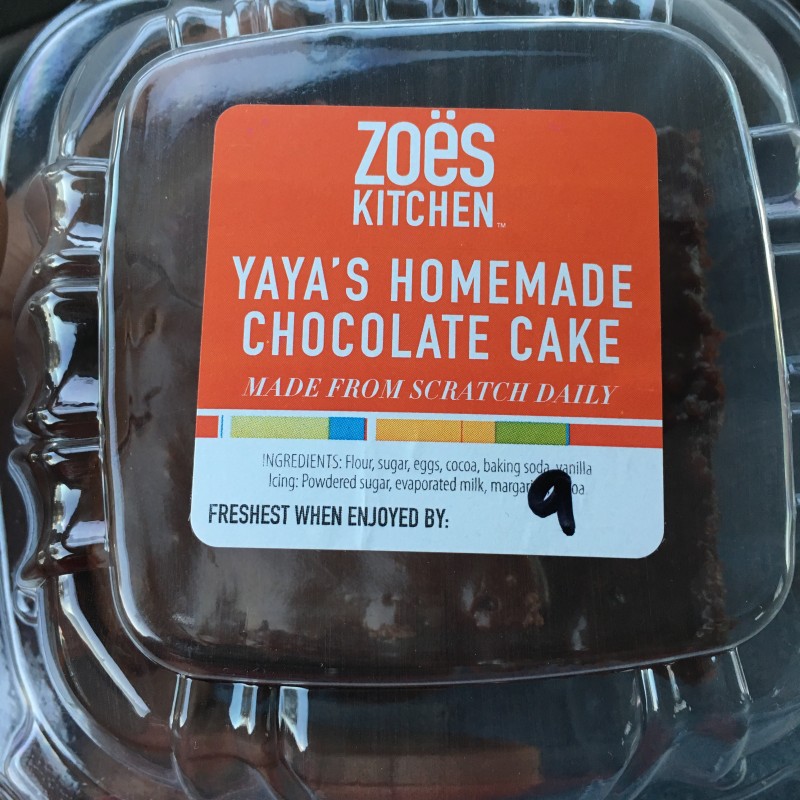 ZOËS
KITCHEN™
YAYA'S HOMEMADE
CHOCOLATE CAKE
MADE FROM SCRATCH DAILY
INGREDIENTS: Flour, sugar, eggs, cocoa, baking soda, vanilla
Icing: Powdered sugar, evaporated milk,
FRESHEST WHEN ENJOYED BY: 9